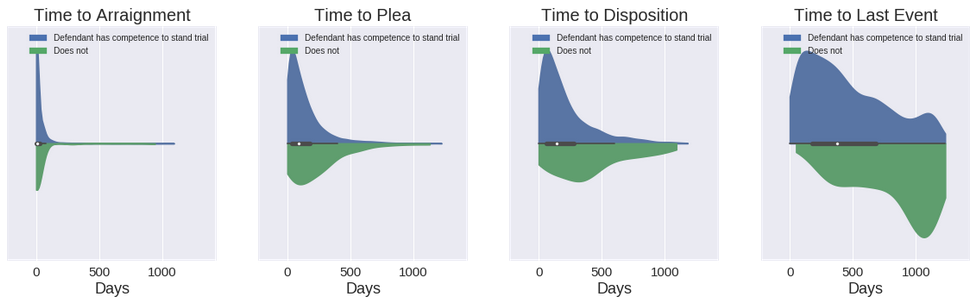 Time to Arraignment
Defendant has competence to stand trial
Does not
0 500 1000
Days
Time to Plea
Defendant has competence to stand trial
Does not
0 500 1000
Days
Time to Disposition
Defendant has competence to stand trial
Does not
0 500 1000
Days
Time to Last Event
Defendant has competence to stand trial
Does not
0 500 1000
Days